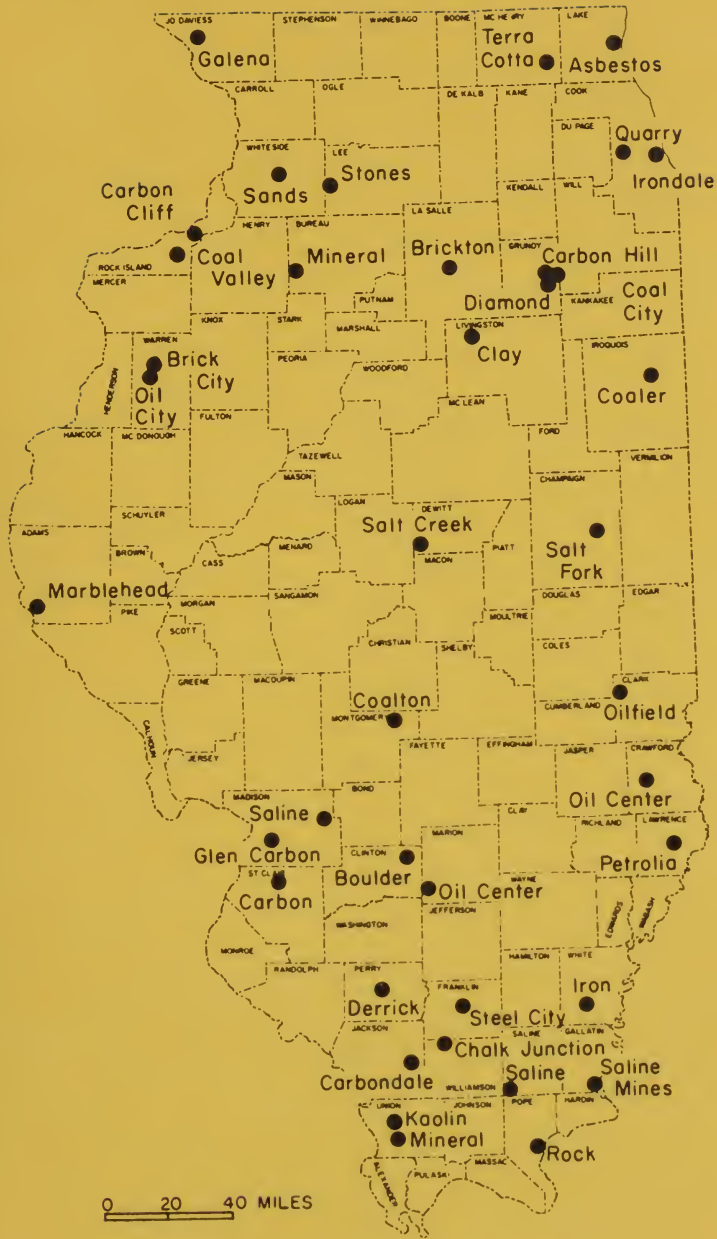 JO DAVIESS
STEPHENSON
WINNEBAGO
BOONE
MC HENRY
LAKE
Galena
Terra
Cotta
Asbestos
CARROLL
OGLE
DE KALB
KANE
COOK
DU PAGE
Quarry
Irondale
WHITESIDE
LEE
Sands
Stones
KENDALL
WILL
Carbon
Cliff
HENRY
BUREAU
LA SALLE
ROCK ISLAND
Coal
Valley
Mineral
Brickton
GRUNDY
Carbon Hill
MERCER
PUTNAM
Diamond
KANKAKEE
Coal
City
KNOX
STARK
MARSHALL
LIVINGSTON
Clay
WARREN
Brick
City
PEORIA
WOODFORD
IROQUOIS
HENDERSON
Oil
City
Coaler
FULTON
MC LEAN
HANCOCK
MC DONOUGH
TAZEWELL
FORD
VERMILION
MASON
CHAMPAIGN
SCHUYLER
LOGAN
DEWITT
ADAMS
BROWN
CASS
MENARD
Salt Creek
PIATT
Salt
Fork
MACON
Marblehead
PIKE
MORGAN
SANGAMON
DOUGLAS
EDGAR
SCOTT
CHRISTIAN
MOULTRIE
SHELBY
COLES
GREENE
MACOUPIN
CLARK
Coalton
MONTGOMERY
CUMBERLAND
Oilfield
CALHOUN
JERSEY
FAYETTE
EFFINGHAM
JASPER
CRAWFORD
MADISON
BOND
Oil Center
Saline
CLAY
RICHLAND
LAWRENCE
Glen Carbon
MARION
CLINTON
Boulder
Petrolia
ST CLAIR
Carbon
Oil Center
WAYNE
EDWARDS
WABASH
WASHINGTON
JEFFERSON
MONROE
HAMILTON
WHITE
RANDOLPH
PERRY
Derrick
FRANKLIN
Steel City
Iron
JACKSON
SALINE
GALLATIN
Chalk Junction
Carbondale
WILLIAMSON
Saline
Saline
Mines
UNION
JOHNSON
POPE
HARDIN
Kaolin
Mineral
Rock
ALEXANDER
PULASK
MASSAC
0 20 40 MILES